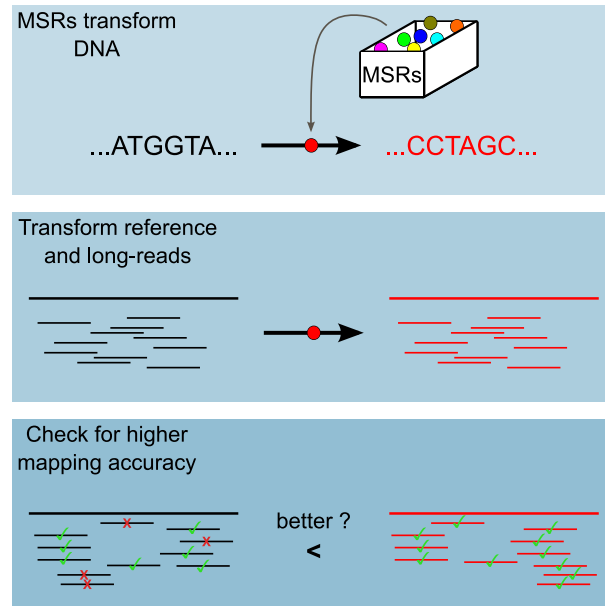 MSRs transform
DNA
MSRs
...ATGGTA...
...CCTAGC...
Transform reference
and long-reads
Check for higher
mapping accuracy
better ?
<